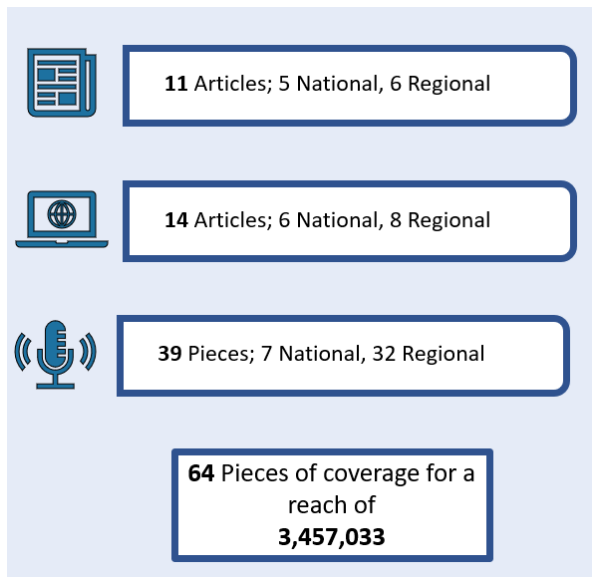 11 Articles; 5 National, 6 Regional
14 Articles; 6 National, 8 Regional
39 Pieces; 7 National, 32 Regional
64 Pieces of coverage for a
reach of
3,457,033